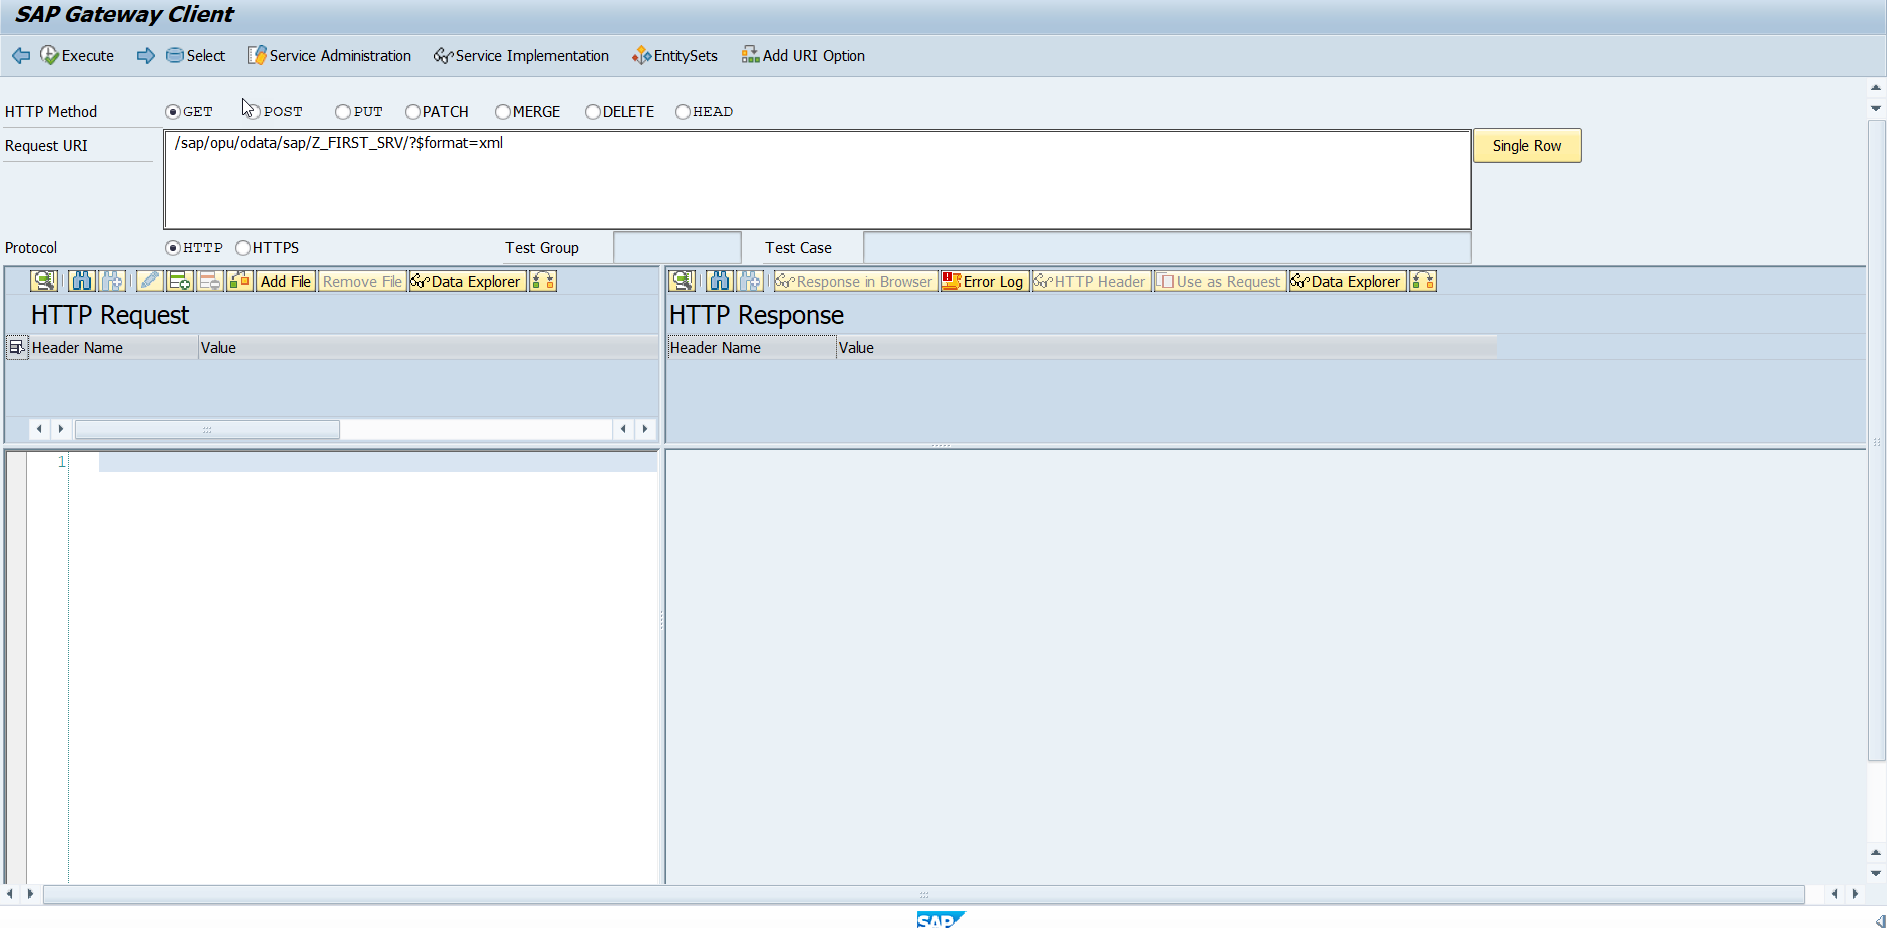 SAP Gateway Client
Execute Select Service Administration Service Implementation EntitySets Add URI Option
HTTP Method GET POST PUT PATCH MERGE DELETE HEAD
Request URI /sap/opu/odata/sap/Z_FIRST_SRV/?$format=xml Single Row
Protocol HTTP HTTPS Test Group Test Case
Add File Remove File Data Explorer Response in Browser Error Log HTTP Header Use as Request Data Explorer
HTTP Request HTTP Response
Header Name Value Header Name Value
1
SAP